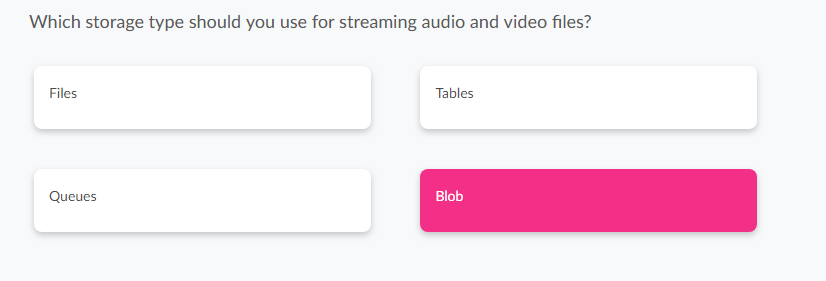 Which storage type should you use for streaming audio and video files?
Files
Tables
Queues
Blob